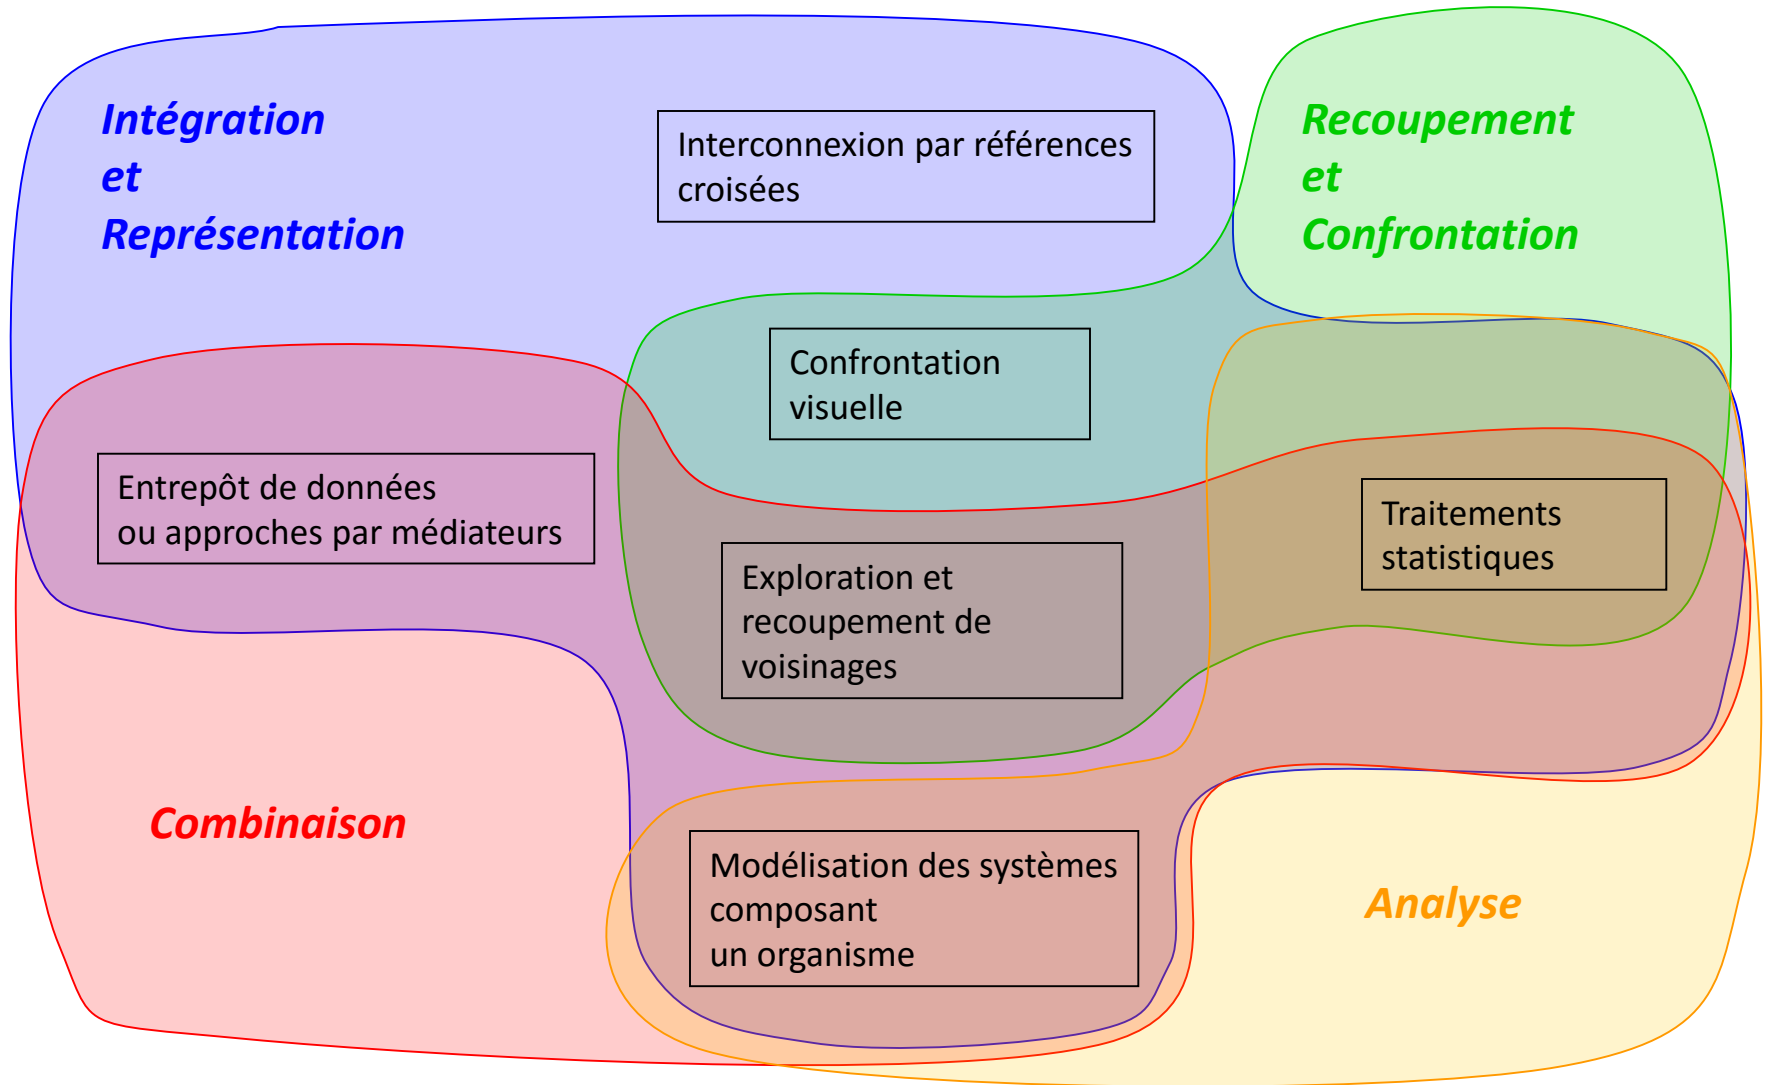 Intégration
et
Représentation
Interconnexion par références
croisées
Recoupement
et
Confrontation
Confrontation
visuelle
Entrepôt de données
ou approches par médiateurs
Traitements
statistiques
Exploration et
recoupement de
voisinages
Combinaison
Modélisation des systèmes
composant
un organisme
Analyse